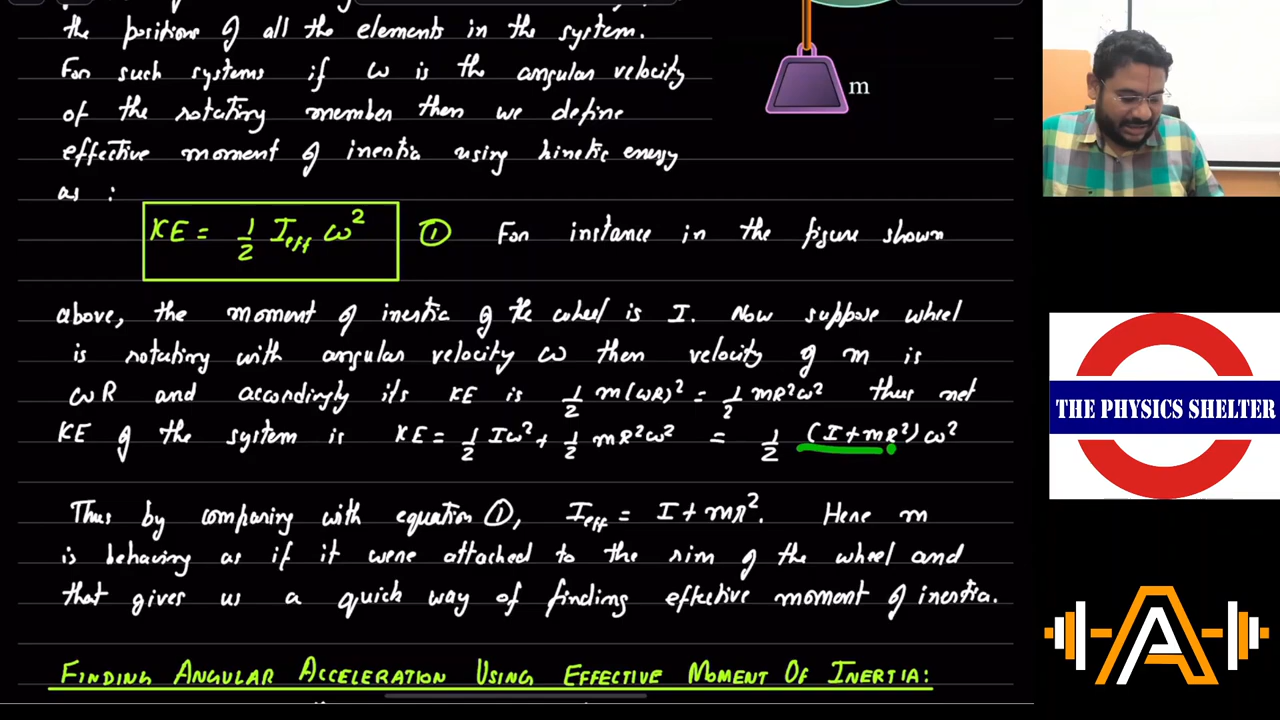 the positions of all the elements in the system.
m
For such systems if ω is the angular velocity
of the rotating member then we define
effective moment of inertia using kinetic energy
as :
KE = 1/2 I_eff ω² ① For instance in the figure shown
above, the moment of inertia of the wheel is I. Now suppose wheel
is rotating with angular velocity ω then velocity of m is
ωR and accordingly its KE is 1/2 m(ωR)² = 1/2 mR²ω² thus net
KE of the system is KE = 1/2 Iω² + 1/2 mR²ω² = 1/2 (I+mR²)ω²
Thus by comparing with equation ①, I_eff = I + mR². Here m
is behaving as if it were attached to the rim of the wheel and
that gives us a quick way of finding effective moment of inertia.
FINDING ANGULAR ACCELERATION USING EFFECTIVE MOMENT OF INERTIA:
THE PHYSICS SHELTER